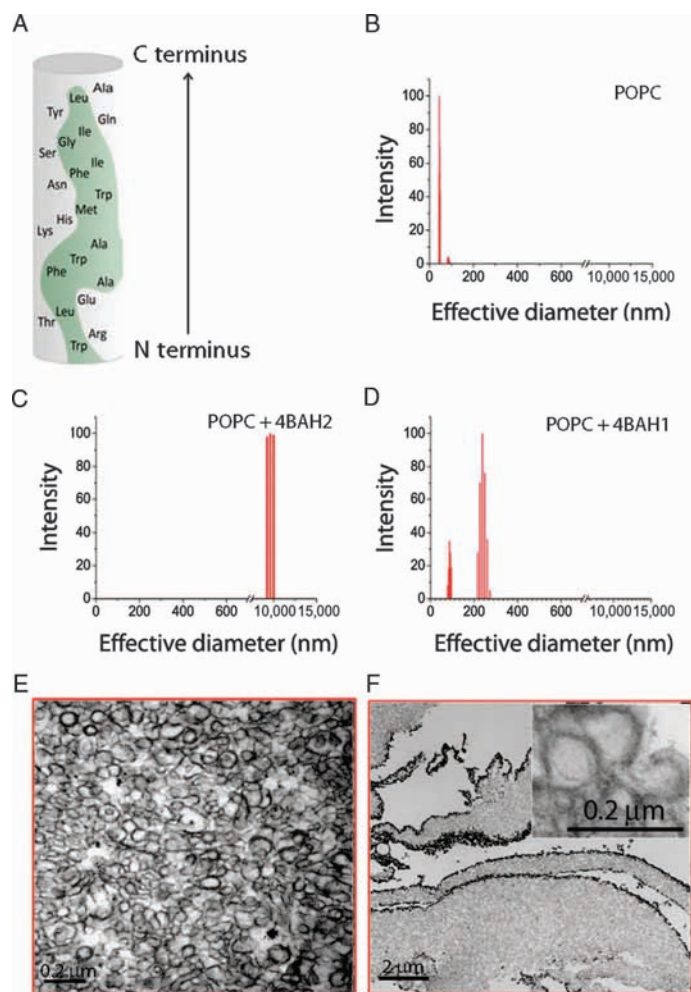 A
C terminus
Leu
Ala
Tyr
Gln
Ile
Gly
Ser
Ile
Phe
Asn
Trp
Met
His
Lys
Ala
Trp
Phe
Ala
Glu
Leu
Thr
Arg
Trp
N terminus
B
POPC
Intensity
100
80
60
40
20
0
0 200 400 600 10,000 15,000
Effective diameter (nm)
C
POPC + 4BAH2
Intensity
100
80
60
40
20
0
0 200 400 600 10,000 15,000
Effective diameter (nm)
D
POPC + 4BAH1
Intensity
100
80
60
40
20
0
0 200 400 600 10,000 15,000
Effective diameter (nm)
E
0.2 µm
F
0.2 µm
2 µm